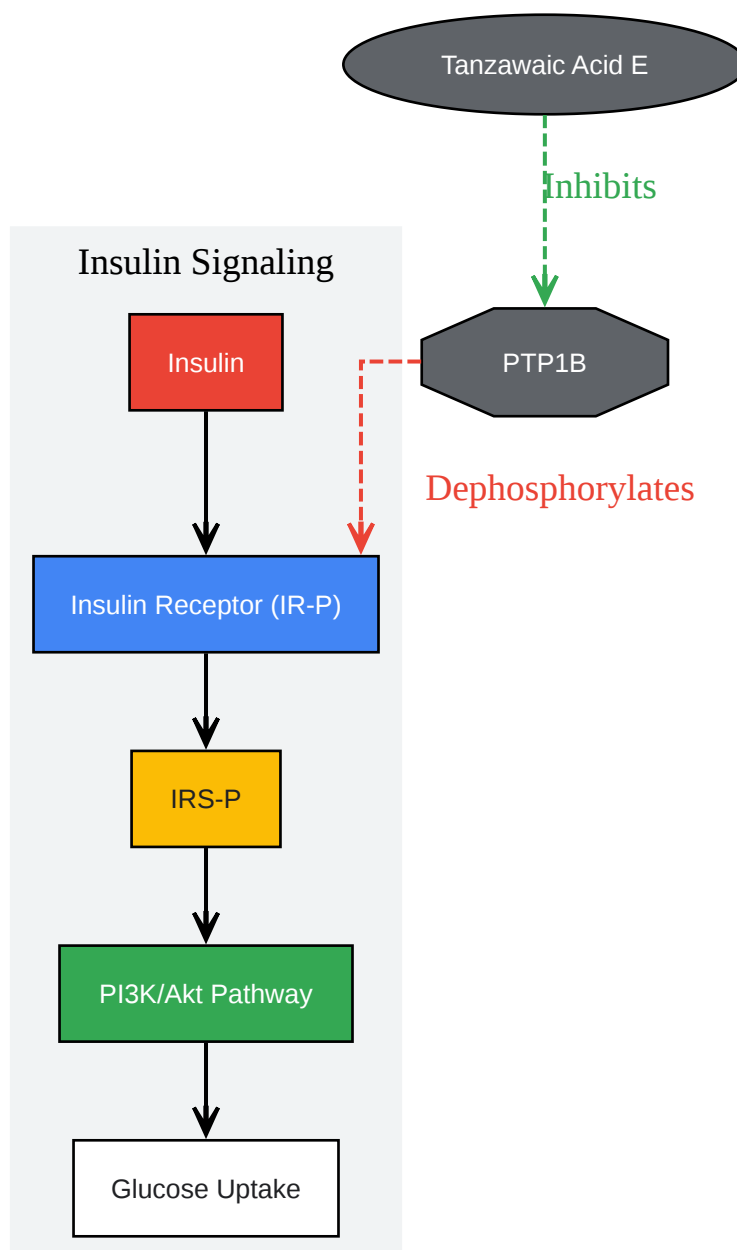 Tanzawaic Acid E
Inhibits
Insulin Signaling
Insulin
PTP1B
Dephosphorylates
Insulin Receptor (IR-P)
IRS-P
PI3K/Akt Pathway
Glucose Uptake